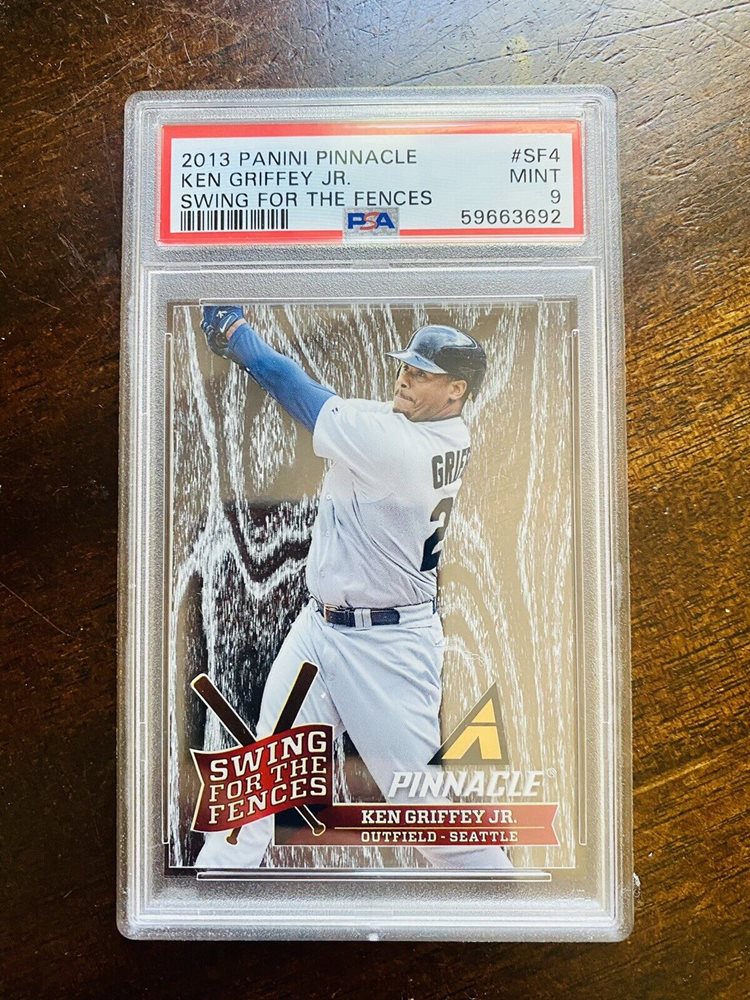 2013 PANINI PINNACLE #SF4
KEN GRIFFEY JR. MINT
SWING FOR THE FENCES 9
PSA 59663692
GRIF
2
SWING
FOR THE
FENCES
PINNACLE
KEN GRIFFEY JR.
OUTFIELD - SEATTLE